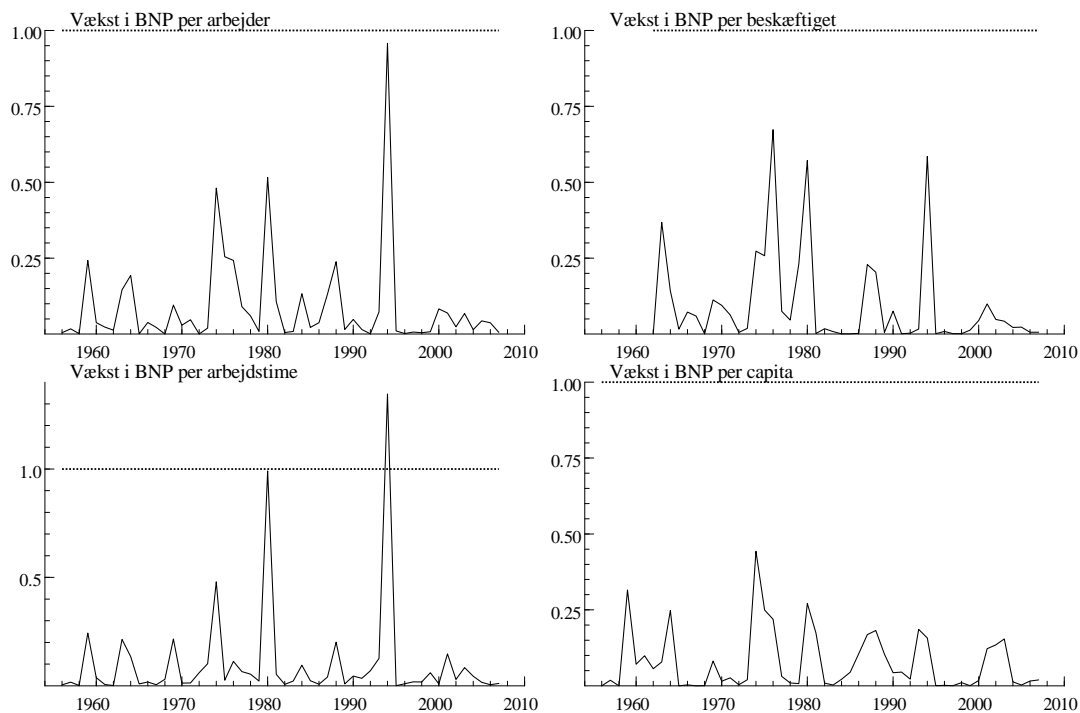 Vækst i BNP per arbejder
1.00
0.75
0.50
0.25
1960 1970 1980 1990 2000 2010
Vækst i BNP per beskæftiget
1.00
0.75
0.50
0.25
1960 1970 1980 1990 2000 2010
Vækst i BNP per arbejdstime
1.0
0.5
1960 1970 1980 1990 2000 2010
Vækst i BNP per capita
1.00
0.75
0.50
0.25
1960 1970 1980 1990 2000 2010